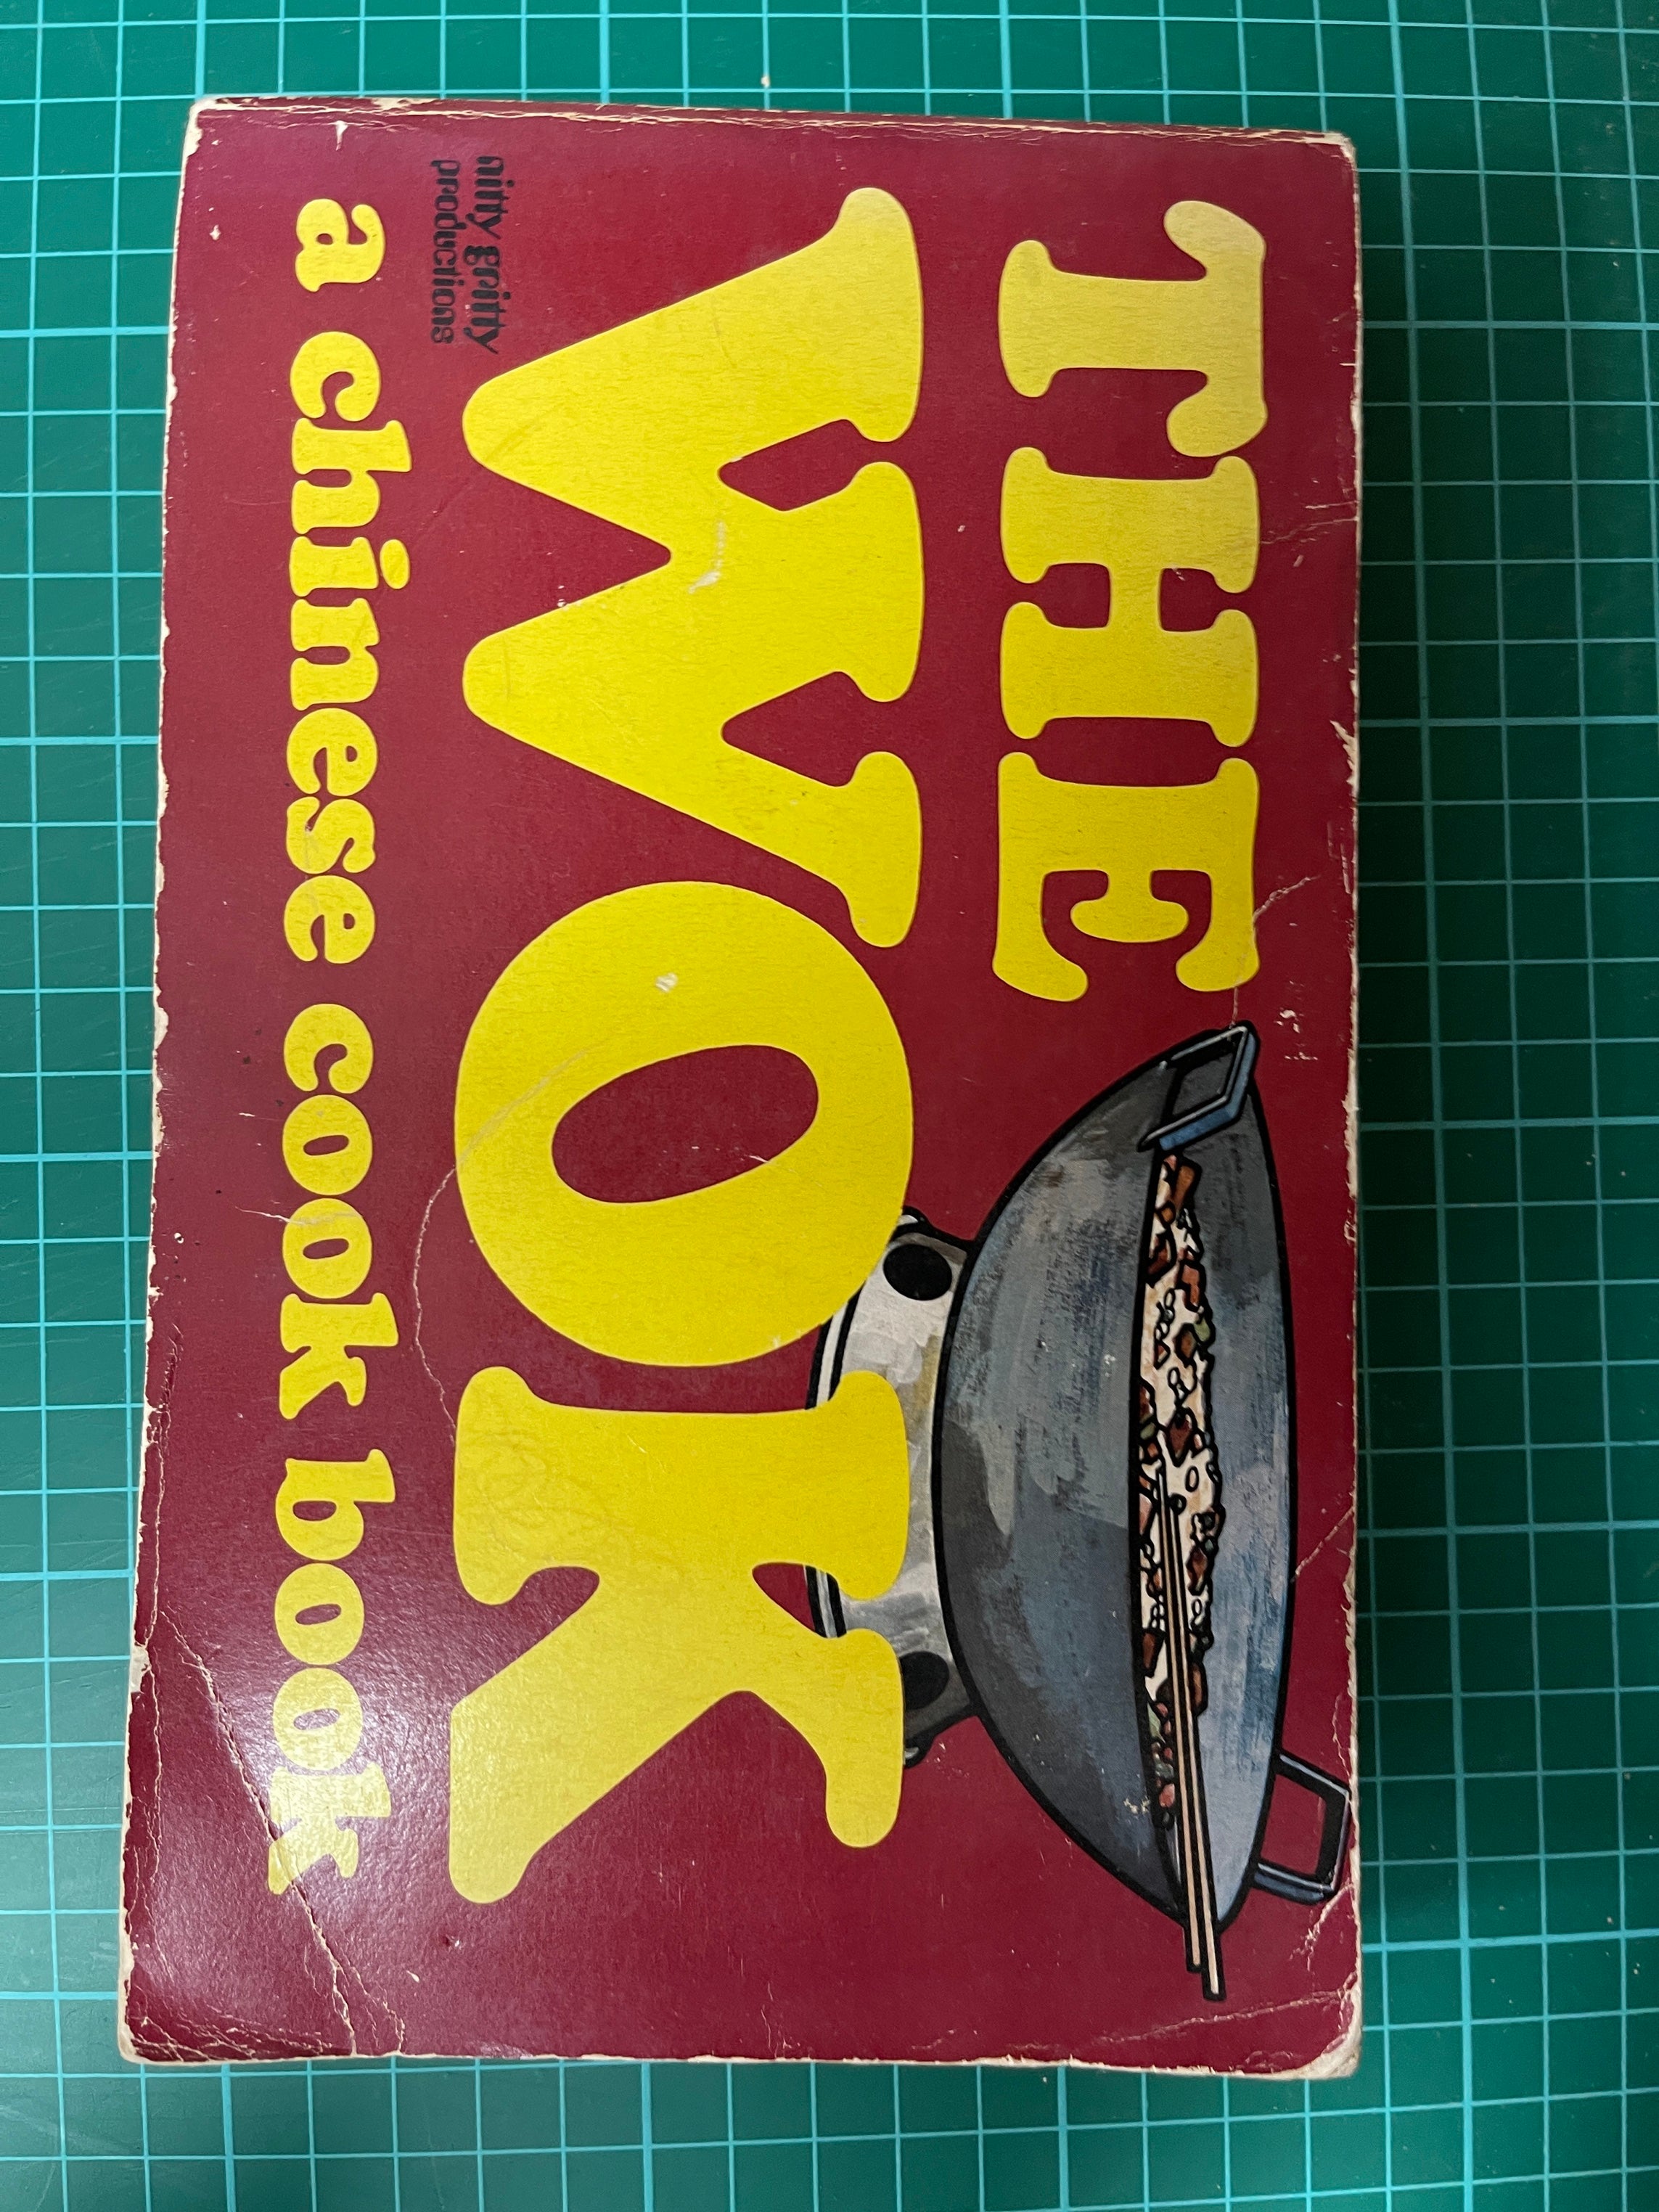 THE
WOK
nitty gritty
productions
a chinese cook book